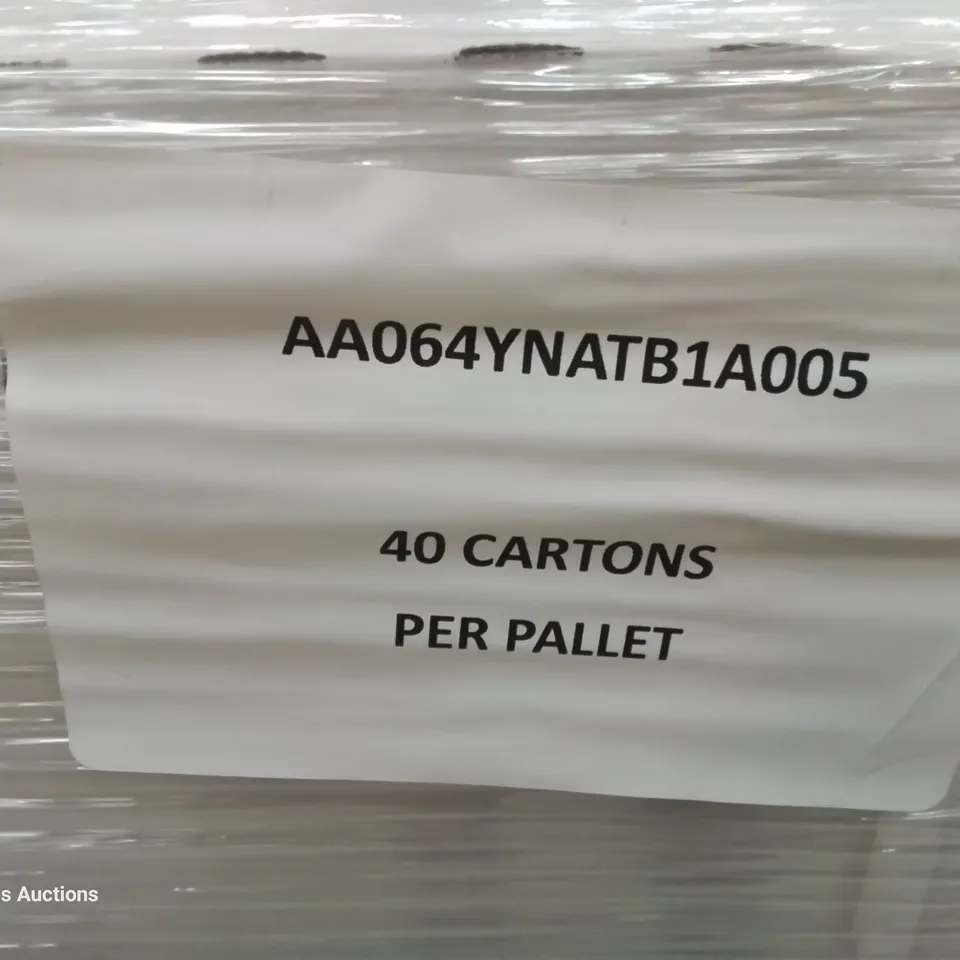 AA064YNATB1A005
40 CARTONS
PER PALLET
s Auctions